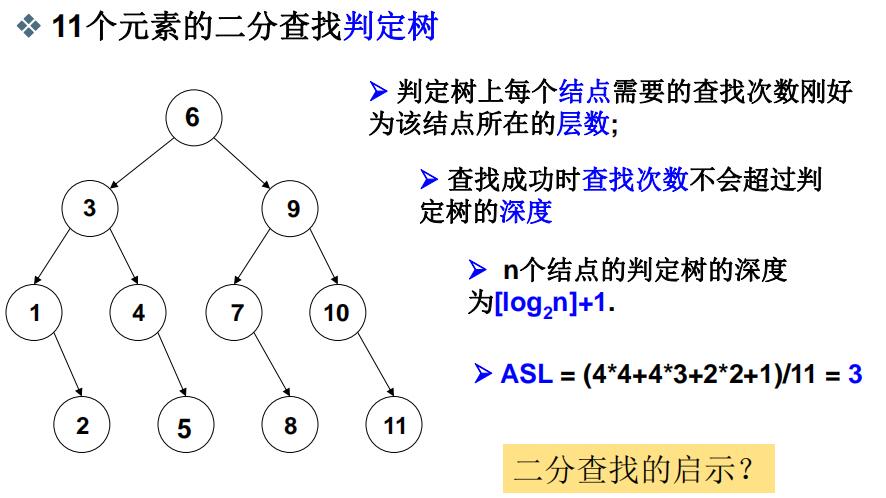 ❖ 11个元素的二分查找判定树
6
3
9
1
4
7
10
2
5
8
11
➢ 判定树上每个结点需要的查找次数刚好
为该结点所在的层数;
➢ 查找成功时查找次数不会超过判
定树的深度
➢ n个结点的判定树的深度
为[log₂n]+1.
➢ ASL = (4*4+4*3+2*2+1)/11 = 3
二分查找的启示?